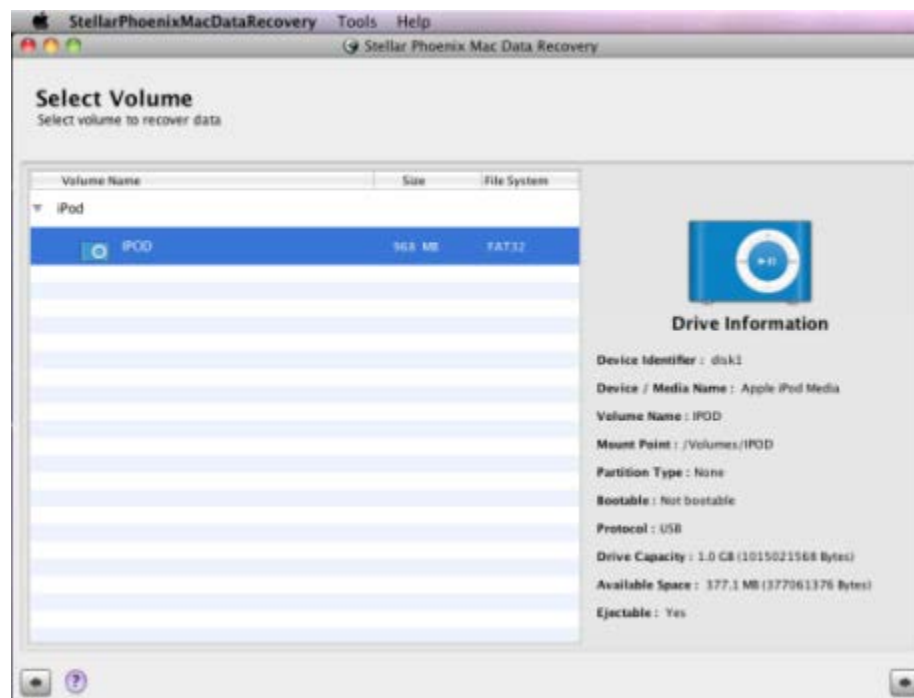 StellarPhoenixMacDataRecovery Tools Help
Stellar Phoenix Mac Data Recovery
Select Volume
Select volume to recover data
Volume Name Size File System
iPod
IPOD 968 MB FAT32
Drive Information
Device Identifier : disk1
Device / Media Name : Apple iPod Media
Volume Name : IPOD
Mount Point : /Volumes/IPOD
Partition Type : None
Bootable : Not bootable
Protocol : USB
Drive Capacity : 1.0 GB (1015021568 Bytes)
Available Space : 377.1 MB (377061376 Bytes)
Ejectable : Yes
?